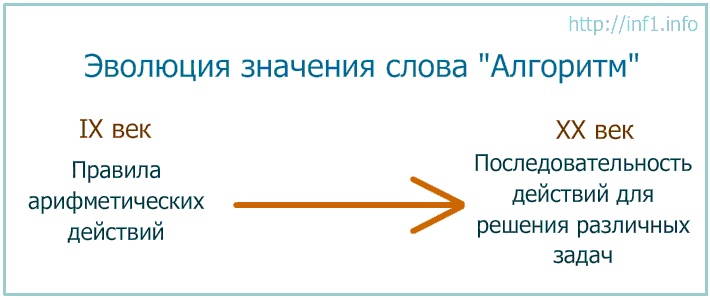 http://inf1.info
Эволюция значения слова "Алгоритм"
IX век
Правила
арифметических
действий
XX век
Последовательность
действий для
решения различных
задач